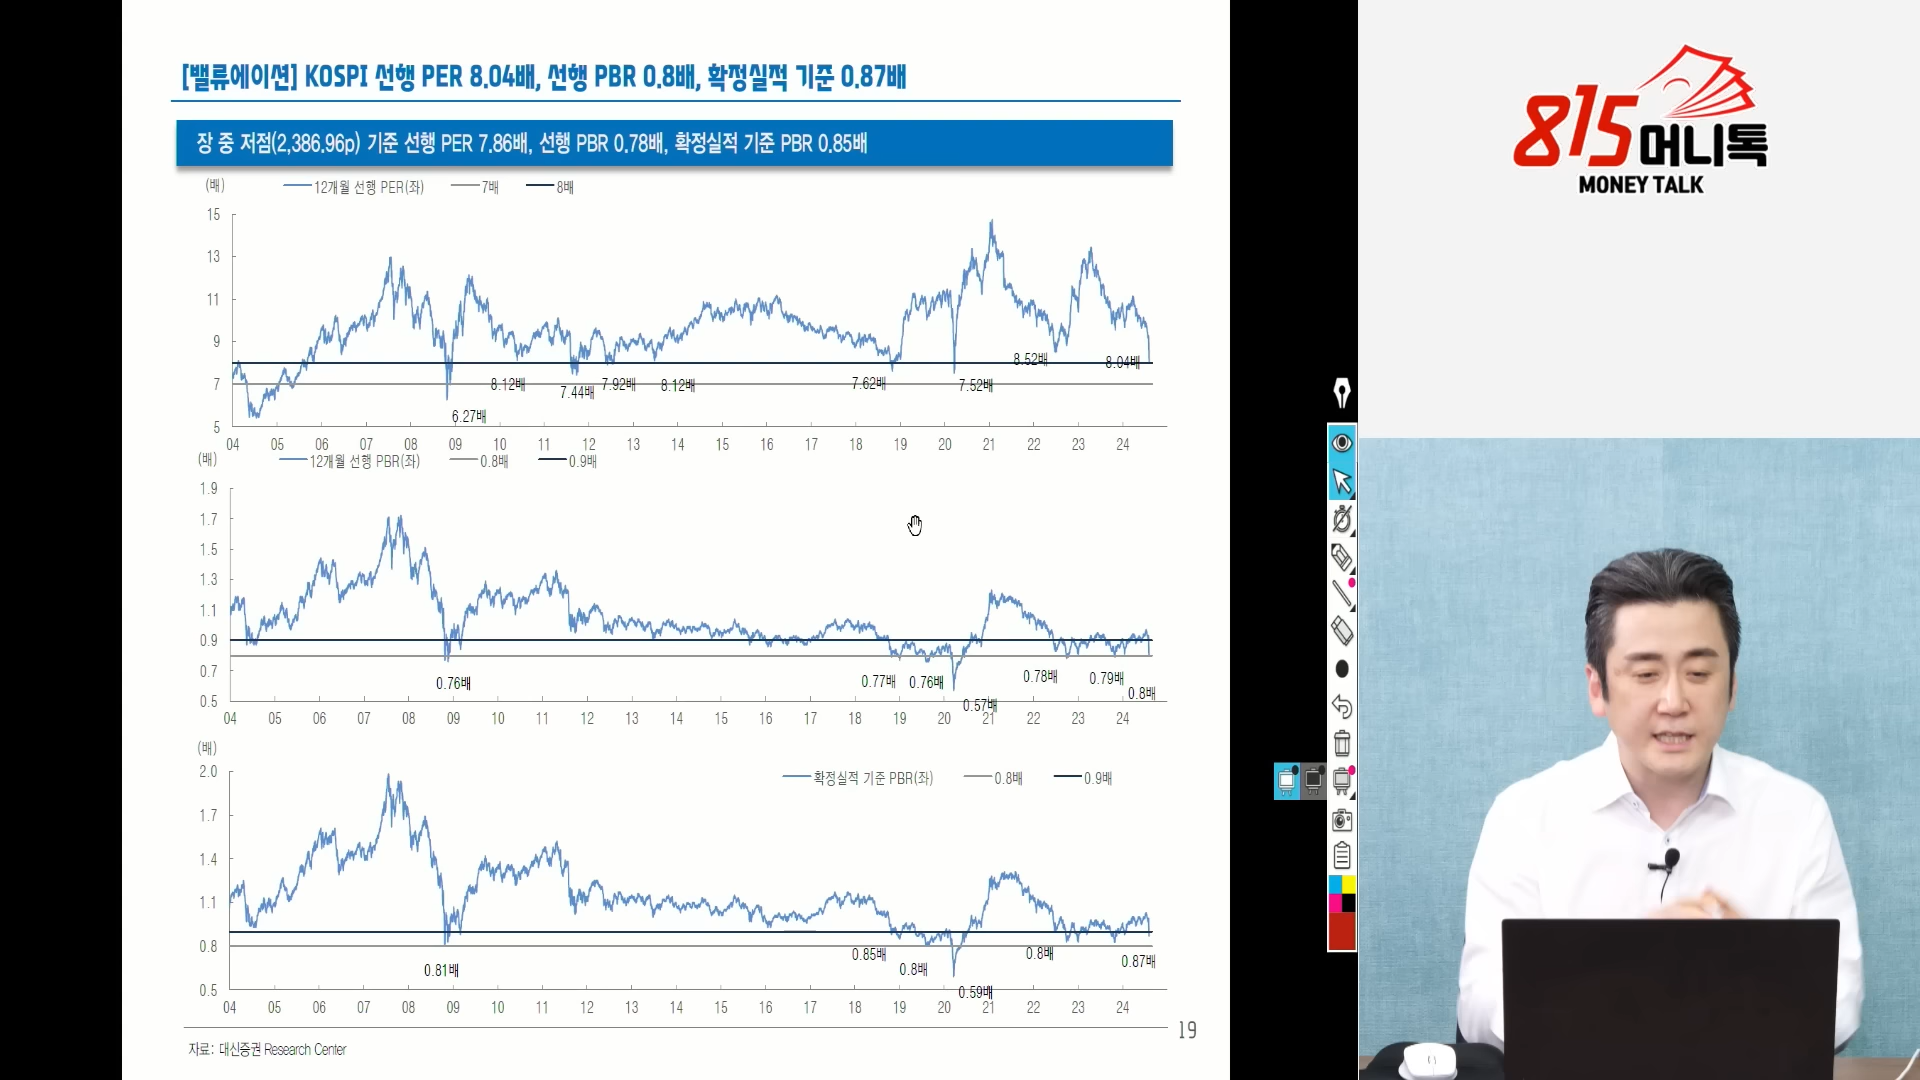 [밸류에이션] KOSPI 선행 PER 8.04배, 선행 PBR 0.8배, 확정실적 기준 0.87배
장 중 저점(2,386.96p) 기준 선행 PER 7.86배, 선행 PBR 0.78배, 확정실적 기준 PBR 0.85배
(배) 12개월 선행 PER(좌) 7배 8배
15
13
11
9
7
5
8.12배 7.44배 7.92배 8.12배 7.62배 7.52배 8.52배 8.04배
6.27배
04 05 06 07 08 09 10 11 12 13 14 15 16 17 18 19 20 21 22 23 24
(배) 12개월 선행 PBR(좌) 0.8배 0.9배
1.9
1.7
1.5
1.3
1.1
0.9
0.7
0.5
0.76배 0.77배 0.76배 0.57배 0.78배 0.79배 0.8배
04 05 06 07 08 09 10 11 12 13 14 15 16 17 18 19 20 21 22 23 24
(배) 확정실적 기준 PBR(좌) 0.8배 0.9배
2.0
1.7
1.4
1.1
0.8
0.5
0.81배 0.85배 0.8배 0.59배 0.8배 0.87배
04 05 06 07 08 09 10 11 12 13 14 15 16 17 18 19 20 21 22 23 24
자료: 대신증권 Research Center
19
815머니톡
MONEY TALK